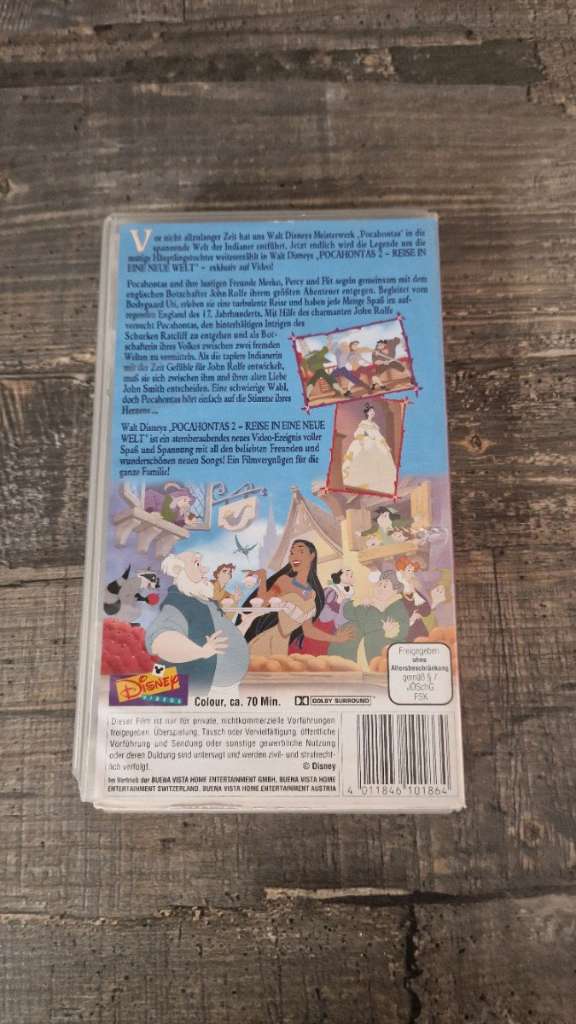 Vor nicht allzulanger Zeit hat uns Walt Disneys Meisterwerk „Pocahontas" in die
spannende Welt der Indianer entführt. Jetzt endlich wird die Legende um die
mutige Häuptlingstochter weitererzählt in Walt Disneys „POCAHONTAS 2 – REISE IN
EINE NEUE WELT" – exklusiv auf Video!
Pocahontas und ihre lustigen Freunde Meeko, Percy und Flit segeln gemeinsam mit dem
englischen Botschafter John Rolfe ihrem größten Abenteuer entgegen. Begleitet vom
Bodyguard Uti, erleben sie eine turbulente Reise und haben jede Menge Spaß im auf-
regenden England des 17. Jahrhunderts. Mit Hilfe des charmanten John Rolfe
versucht Pocahontas, den hinterhältigen Intrigen des
Schurken Ratcliff zu entgehen und als Bot-
schafterin ihres Volkes zwischen zwei fremden
Welten zu vermitteln. Als die tapfere Indianerin
mit der Zeit Gefühle für John Rolfe entwickelt,
muß sie sich zwischen ihm und ihrer alten Liebe
John Smith entscheiden. Eine schwierige Wahl,
doch Pocahontas hört einfach auf die Stimme ihres
Herzens ...
Walt Disneys „POCAHONTAS 2 – REISE IN EINE NEUE
WELT" ist ein atemberaubendes neues Video-Ereignis voller
Spaß und Spannung mit all den beliebten Freunden und
wunderschönen neuen Songs! Ein Filmvergnügen für die
ganze Familie!
Freigegeben
ohne
Altersbeschränkung
gemäß § 7
JÖSchG
FSK
DISNEY
VIDEOS
Colour, ca. 70 Min. DOLBY SURROUND
Dieser Film ist nur für private, nichtkommerzielle Vorführungen
freigegeben. Überspielung, Tausch oder Vervielfältigung, öffentliche
Vorführung und Sendung oder sonstige gewerbliche Nutzung
oder deren Duldung sind untersagt und werden zivil- und strafrecht-
lich verfolgt. © Disney
Im Vertrieb der BUENA VISTA HOME ENTERTAINMENT GMBH, BUENA VISTA HOME
ENTERTAINMENT SWITZERLAND, BUENA VISTA HOME ENTERTAINMENT AUSTRIA
4 011846 101864